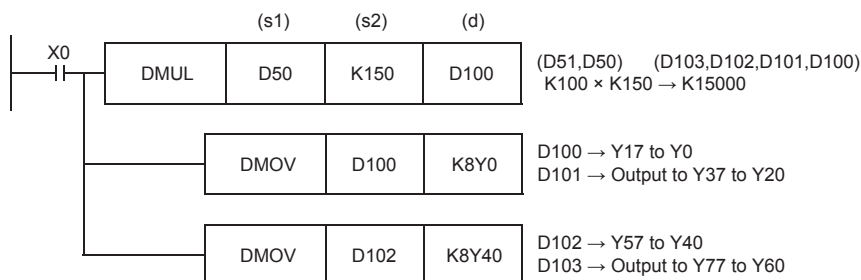 (s1) (s2) (d)
X0
DMUL D50 K150 D100
(D51,D50) (D103,D102,D101,D100)
K100 × K150 → K15000
DMOV D100 K8Y0
D100 → Y17 to Y0
D101 → Output to Y37 to Y20
DMOV D102 K8Y40
D102 → Y57 to Y40
D103 → Output to Y77 to Y60